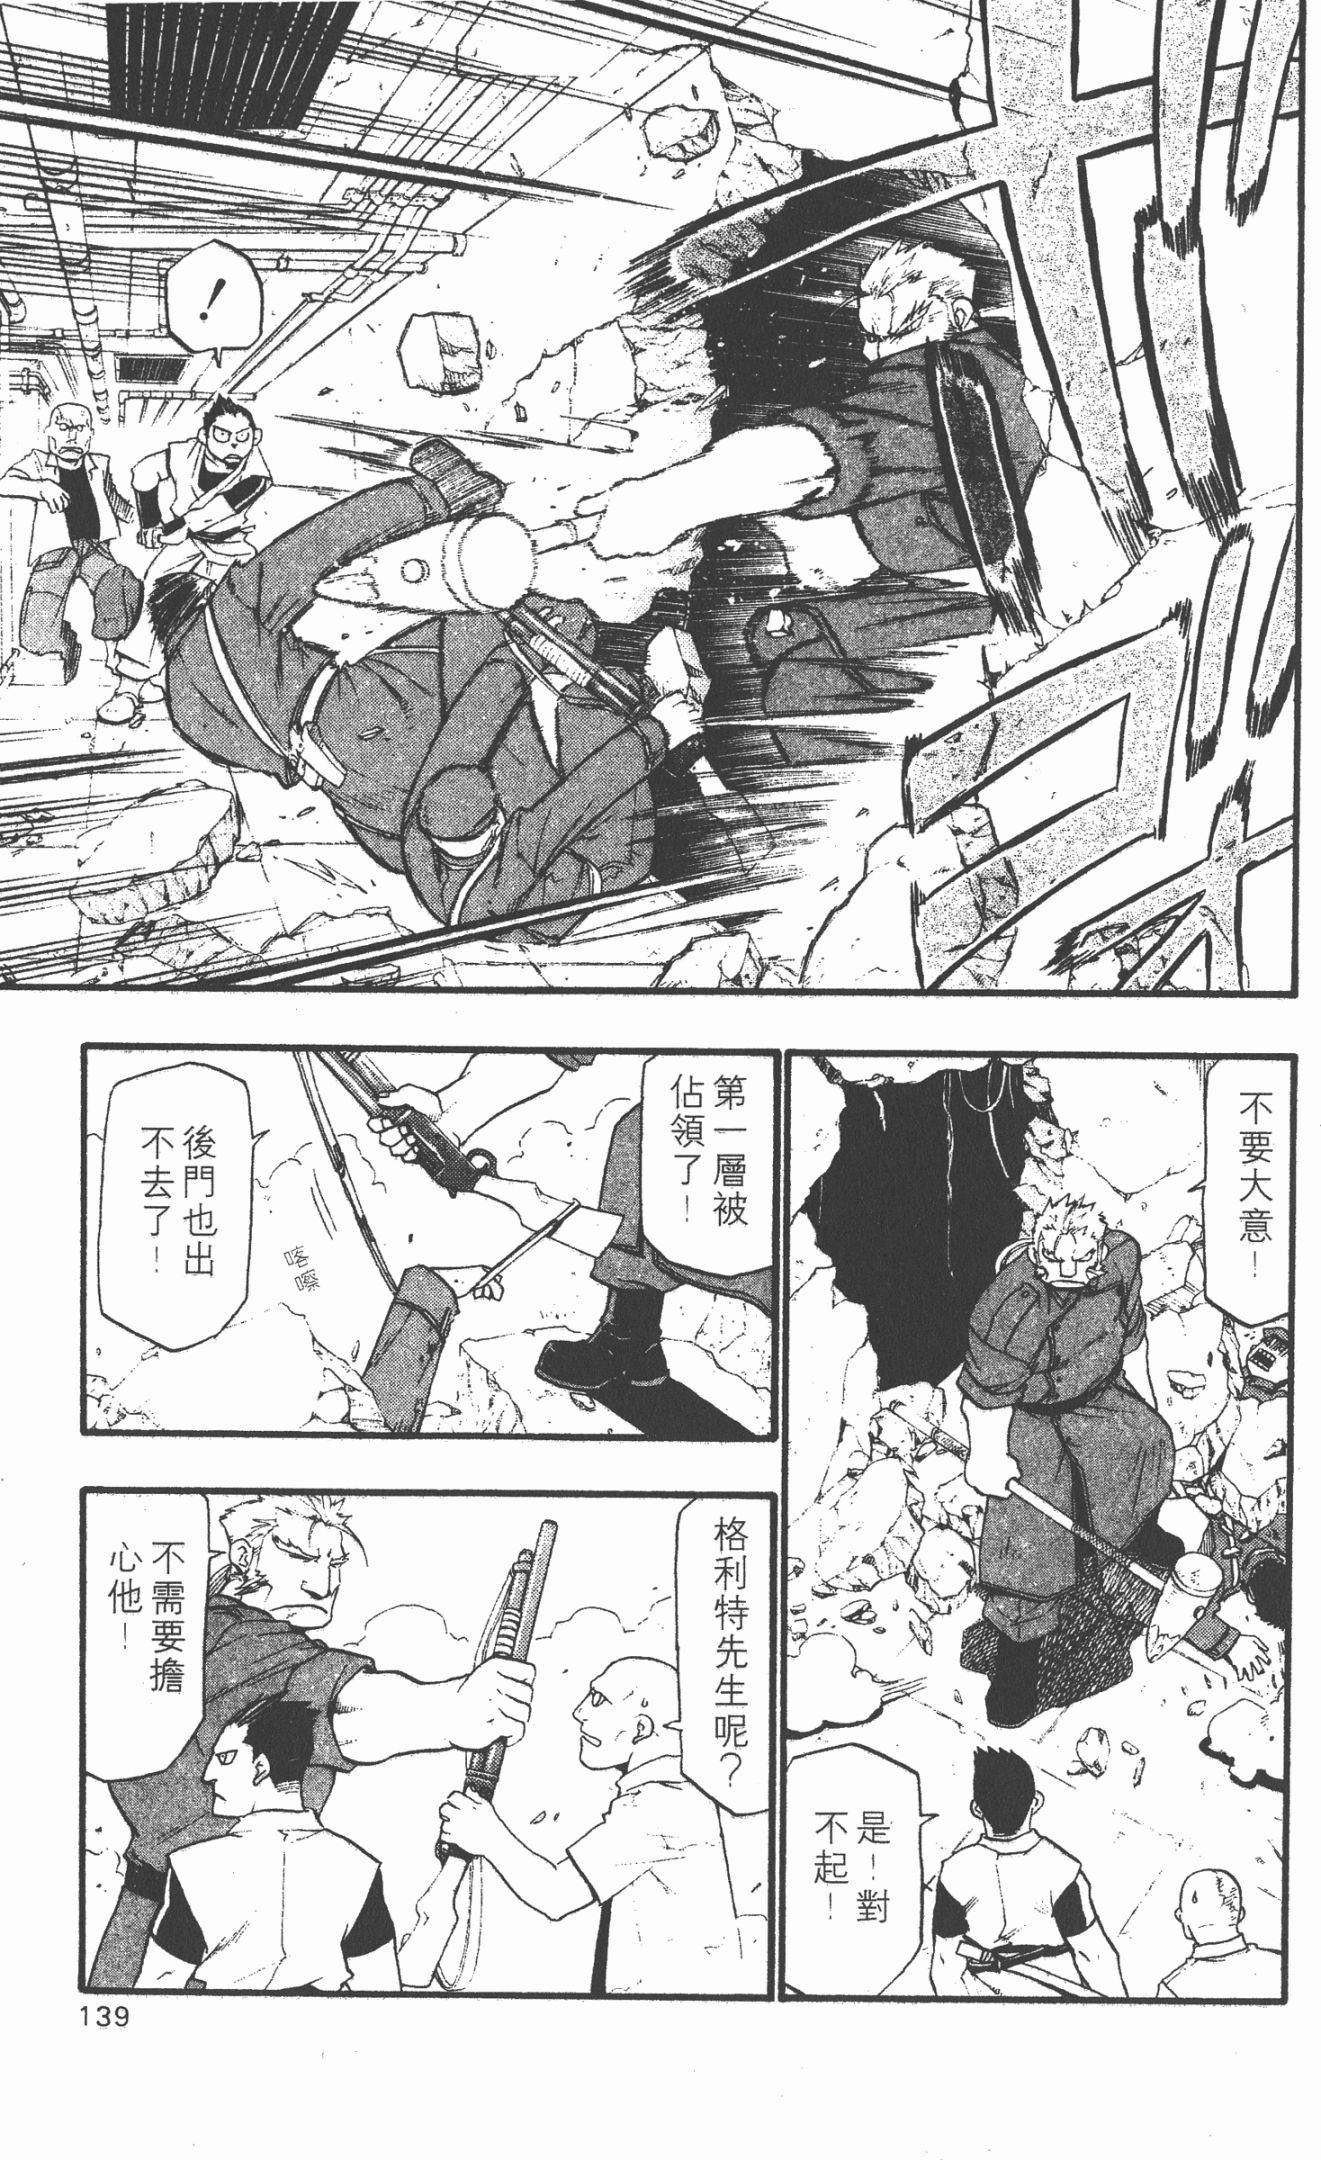 ！
不要大意！
是！對
不起！
第一層被
佔領了！
後門也出
不去了！
喀嚓
格利特先生呢？
不需要擔
心他！
139